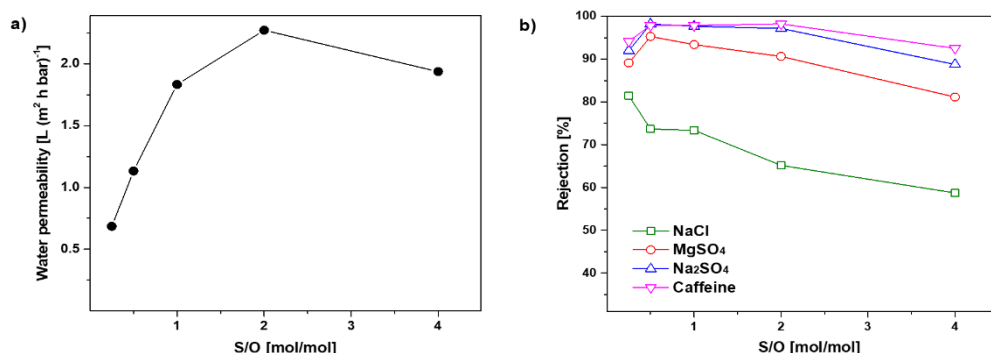 a)
Water permeability [L (m² h bar)⁻¹]
2.0
1.5
1.0
0.5
1
2
3
4
S/O [mol/mol]
b)
Rejection [%]
100
90
80
70
60
50
40
NaCl
MgSO₄
Na₂SO₄
Caffeine
1
2
3
4
S/O [mol/mol]